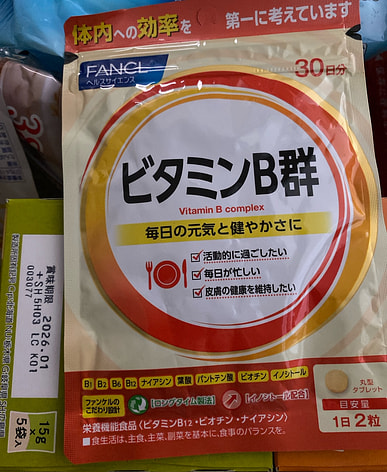 体内への効率を 第一に考えています
FANCL
ヘルスサイエンス
30日分
ビタミンB群
Vitamin B complex
毎日の元気と健やかさに
活動的に過ごしたい
毎日が忙しい
皮膚の健康を維持したい
B1 B2 B6 B12 ナイアシン 葉酸 パントテン酸 ビオチン イノシトール
ファンケルの
こだわり設計
【ロングタイム製法】
【イノシトール配合】
丸型
タブレット
目安量
1日2粒
栄養機能食品〈ビタミンB12・ビオチン・ナイアシン〉
■食生活は、主食、主菜、副菜を基本に、食事のバランスを。
賞味期限
2026.01
+SH 5H03 LC K01
003077
15g×
5袋入